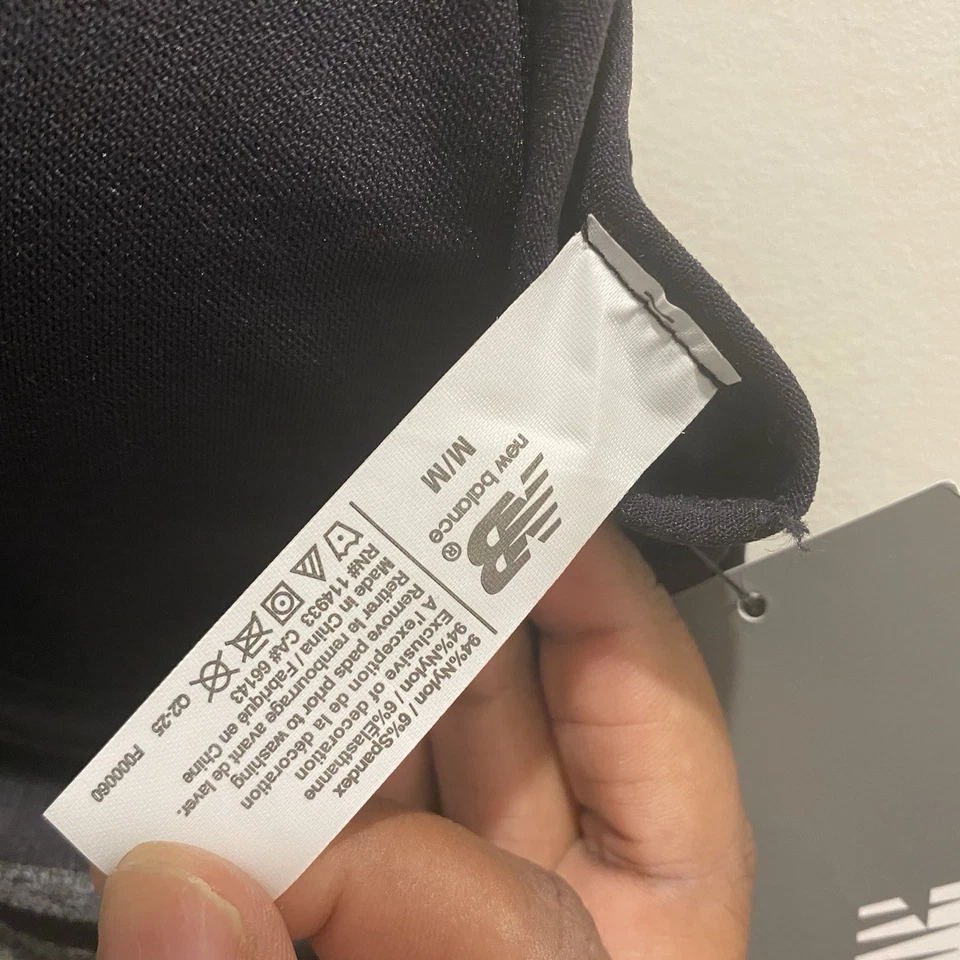 NB
new balance®
M/M
94%Nylon / 6%Spandex
94%Nylon / 6%Elasthanne
Exclusive of decoration
A l'exception de la décoration
Remove pads prior to washing
Retirer le rembourrage avant de laver.
Made in China / Fabriqué en Chine
RN# 114933 CA# 66143
Q2-25 F000060